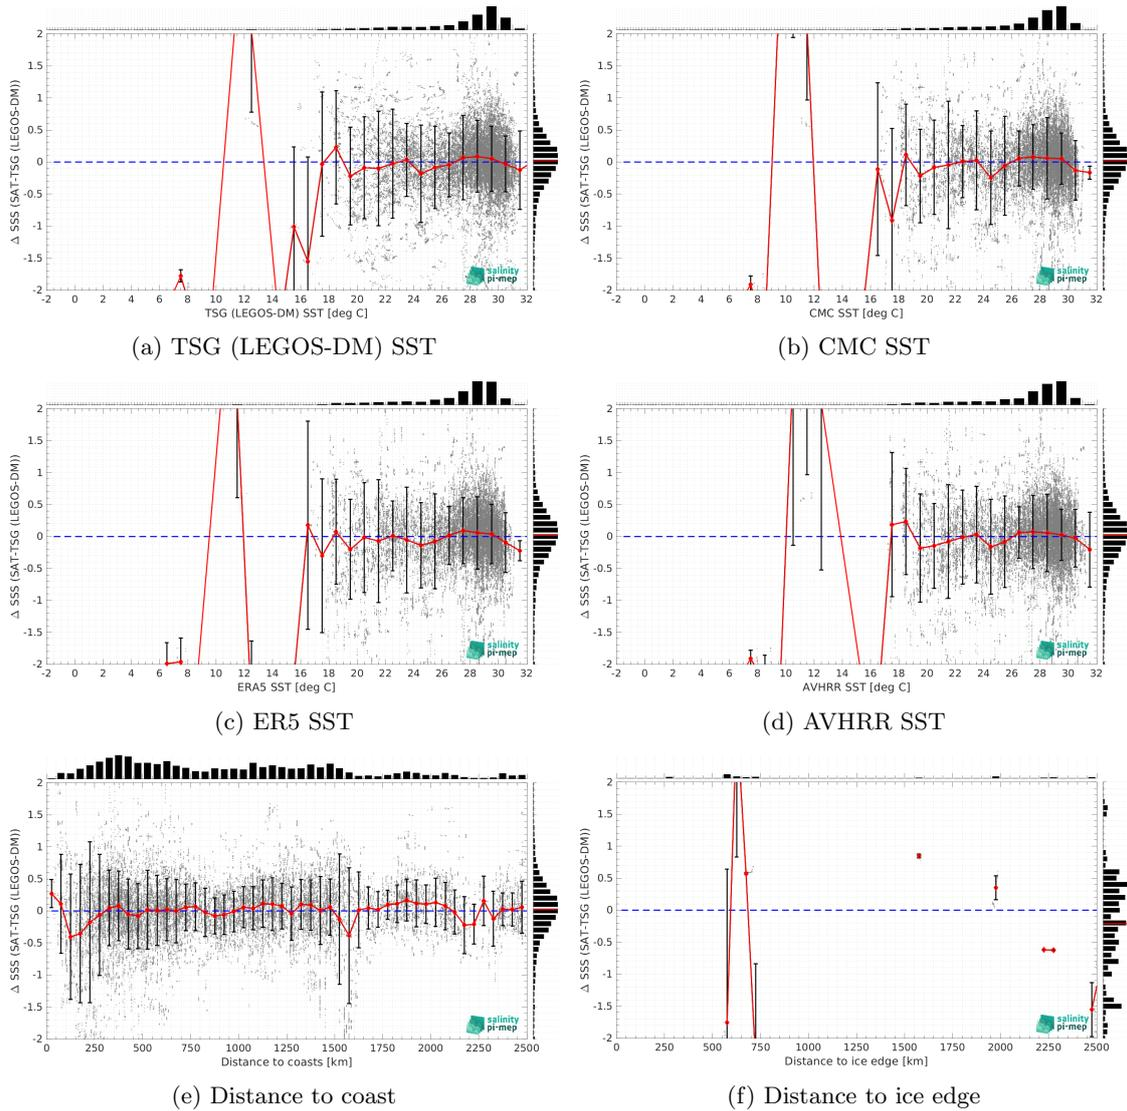 2
1.5
1
0.5
0
-0.5
-1
-1.5
-2
Δ SSS (SAT-TSG (LEGOS-DM))
salinity
pi-mep
-2 0 2 4 6 8 10 12 14 16 18 20 22 24 26 28 30 32
TSG (LEGOS-DM) SST [deg C]
(a) TSG (LEGOS-DM) SST
2
1.5
1
0.5
0
-0.5
-1
-1.5
-2
Δ SSS (SAT-TSG (LEGOS-DM))
salinity
pi-mep
-2 0 2 4 6 8 10 12 14 16 18 20 22 24 26 28 30 32
CMC SST [deg C]
(b) CMC SST
2
1.5
1
0.5
0
-0.5
-1
-1.5
-2
Δ SSS (SAT-TSG (LEGOS-DM))
salinity
pi-mep
-2 0 2 4 6 8 10 12 14 16 18 20 22 24 26 28 30 32
ERA5 SST [deg C]
(c) ER5 SST
2
1.5
1
0.5
0
-0.5
-1
-1.5
-2
Δ SSS (SAT-TSG (LEGOS-DM))
salinity
pi-mep
-2 0 2 4 6 8 10 12 14 16 18 20 22 24 26 28 30 32
AVHRR SST [deg C]
(d) AVHRR SST
2
1.5
1
0.5
0
-0.5
-1
-1.5
-2
Δ SSS (SAT-TSG (LEGOS-DM))
salinity
pi-mep
0 250 500 750 1000 1250 1500 1750 2000 2250 2500
Distance to coasts [km]
(e) Distance to coast
2
1.5
1
0.5
0
-0.5
-1
-1.5
-2
Δ SSS (SAT-TSG (LEGOS-DM))
salinity
pi-mep
0 250 500 750 1000 1250 1500 1750 2000 2250 2500
Distance to ice edge [km]
(f) Distance to ice edge